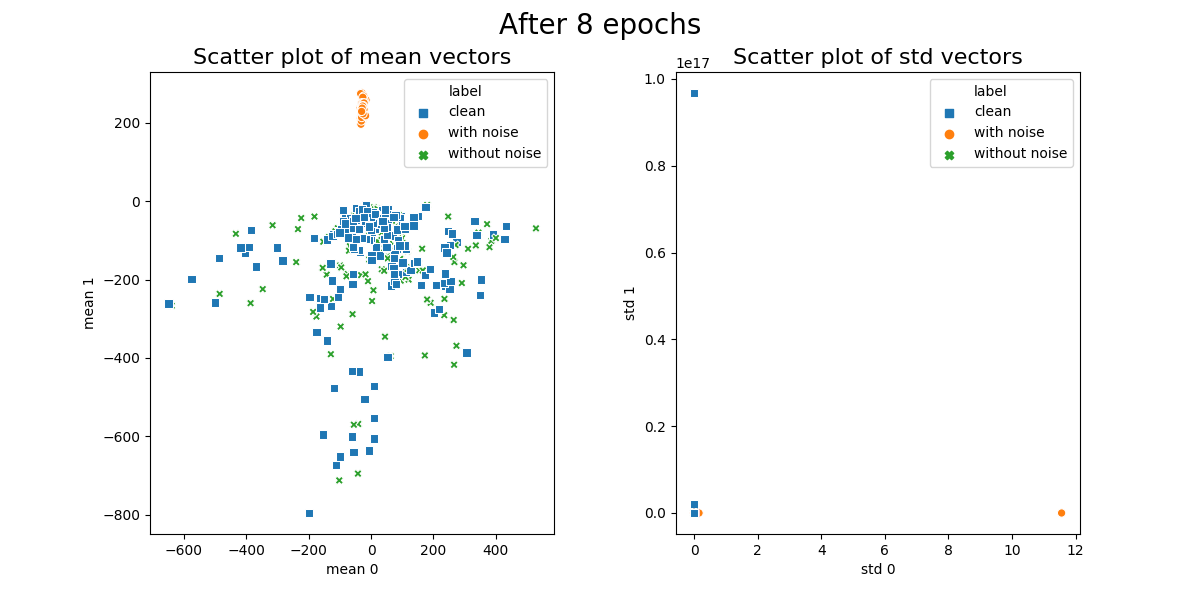 After 8 epochs
Scatter plot of mean vectors
label
clean
with noise
without noise
200
0
−200
−400
−600
−800
mean 1
−600
−400
−200
0
200
400
mean 0
Scatter plot of std vectors
1e17
label
clean
with noise
without noise
1.0
0.8
0.6
0.4
0.2
0.0
std 1
0
2
4
6
8
10
12
std 0